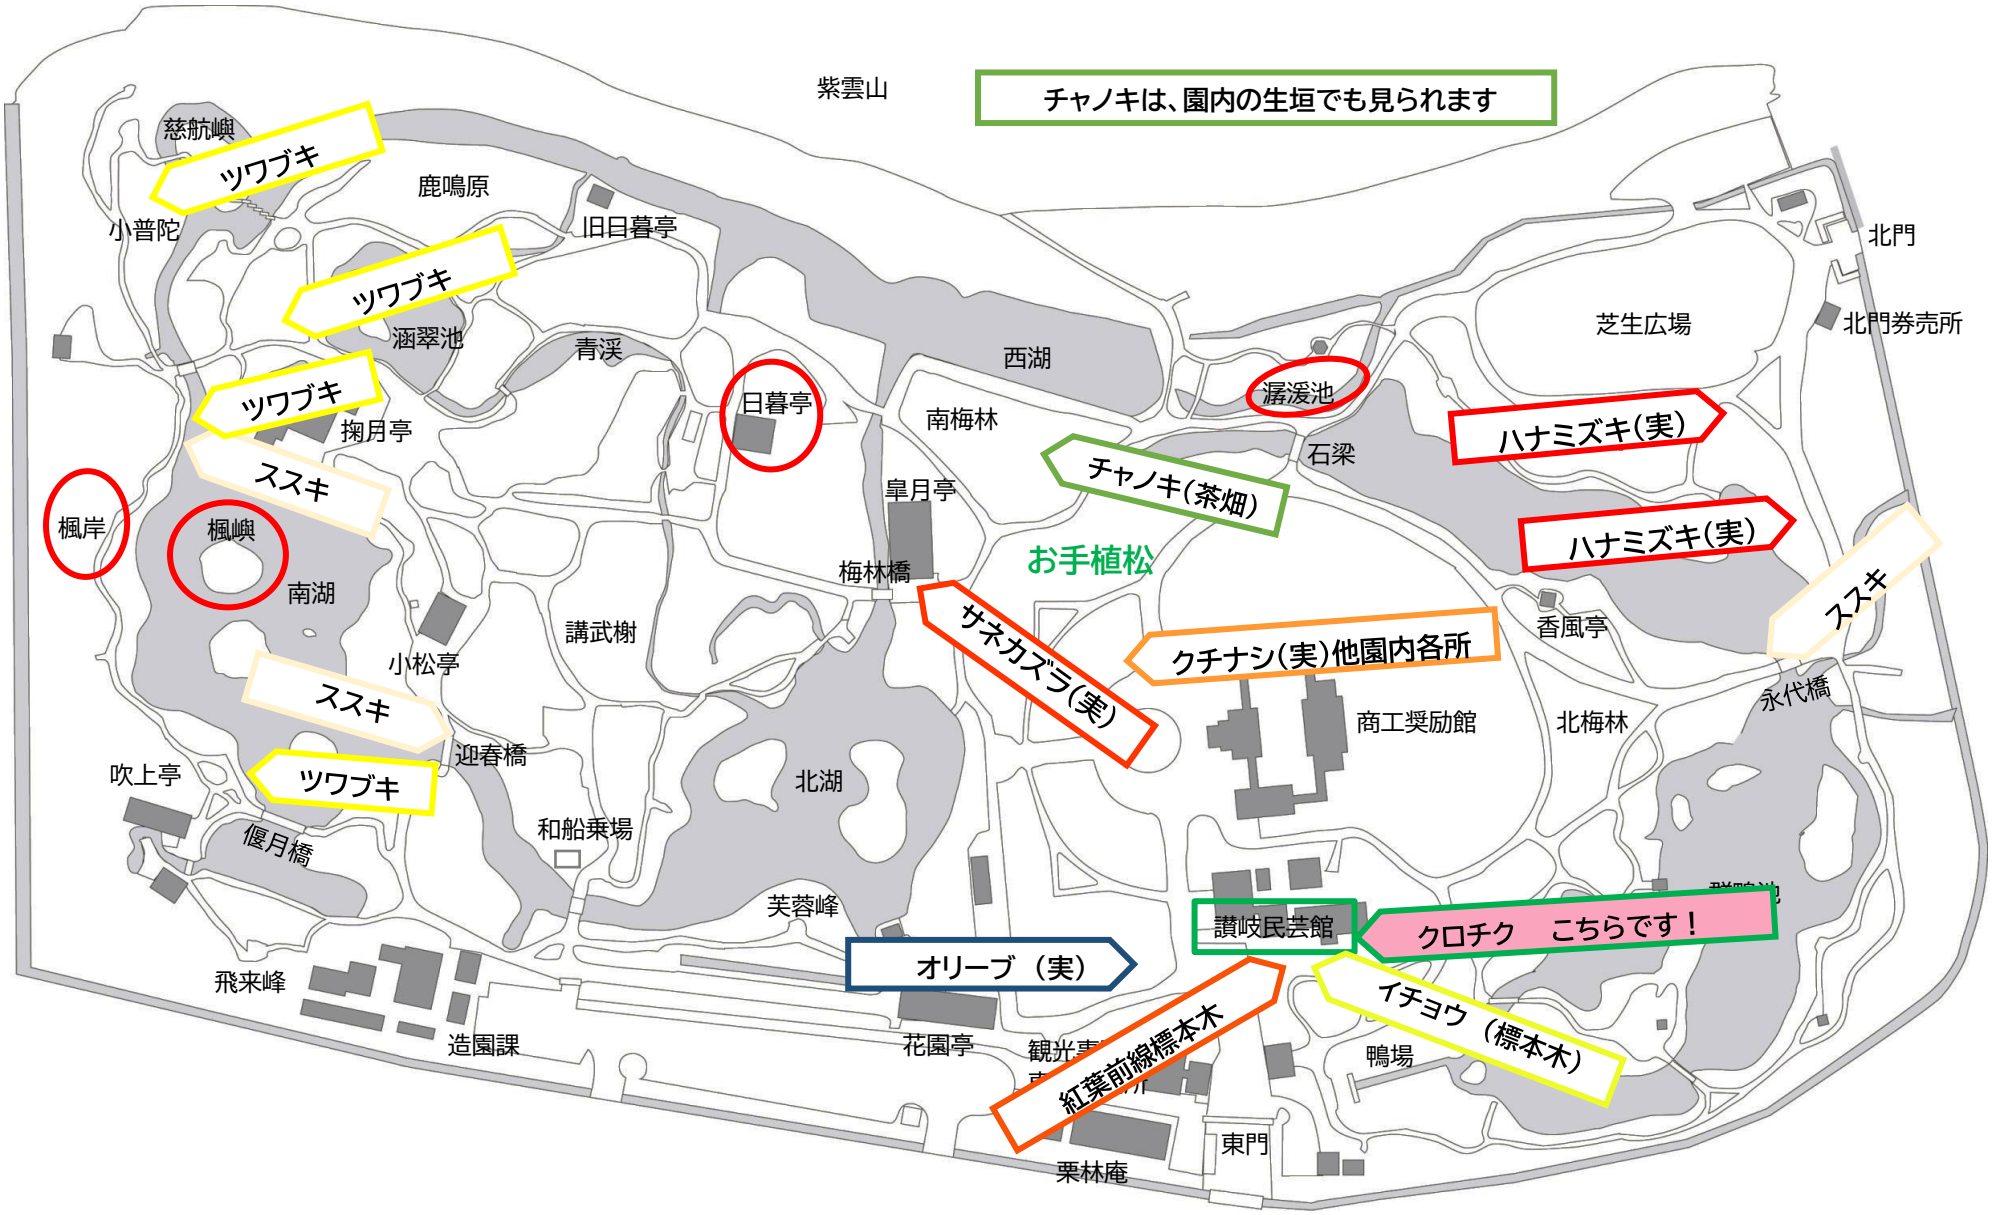 紫雲山
チャノキは、園内の生垣でも見られます
慈航嶼
ツワブキ
鹿鳴原
小普陀
旧日暮亭
北門
ツワブキ
涵翠池
青渓
西湖
芝生広場
北門券売所
ツワブキ
掬月亭
日暮亭
南梅林
潺湲池
ハナミズキ(実)
石梁
ススキ
チャノキ(茶畑)
皐月亭
楓岸
楓嶼
ハナミズキ(実)
お手植松
梅林橋
南湖
ススキ
サネカズラ(実)
講武榭
香風亭
小松亭
クチナシ(実)他園内各所
ススキ
永代橋
商工奨励館
北梅林
迎春橋
吹上亭
ツワブキ
北湖
和船乗場
偃月橋
芙蓉峰
讃岐民芸館
クロチク こちらです!
オリーブ (実)
飛来峰
イチョウ (標本木)
造園課
花園亭
紅葉前線標本木
鴨場
東門
栗林庵